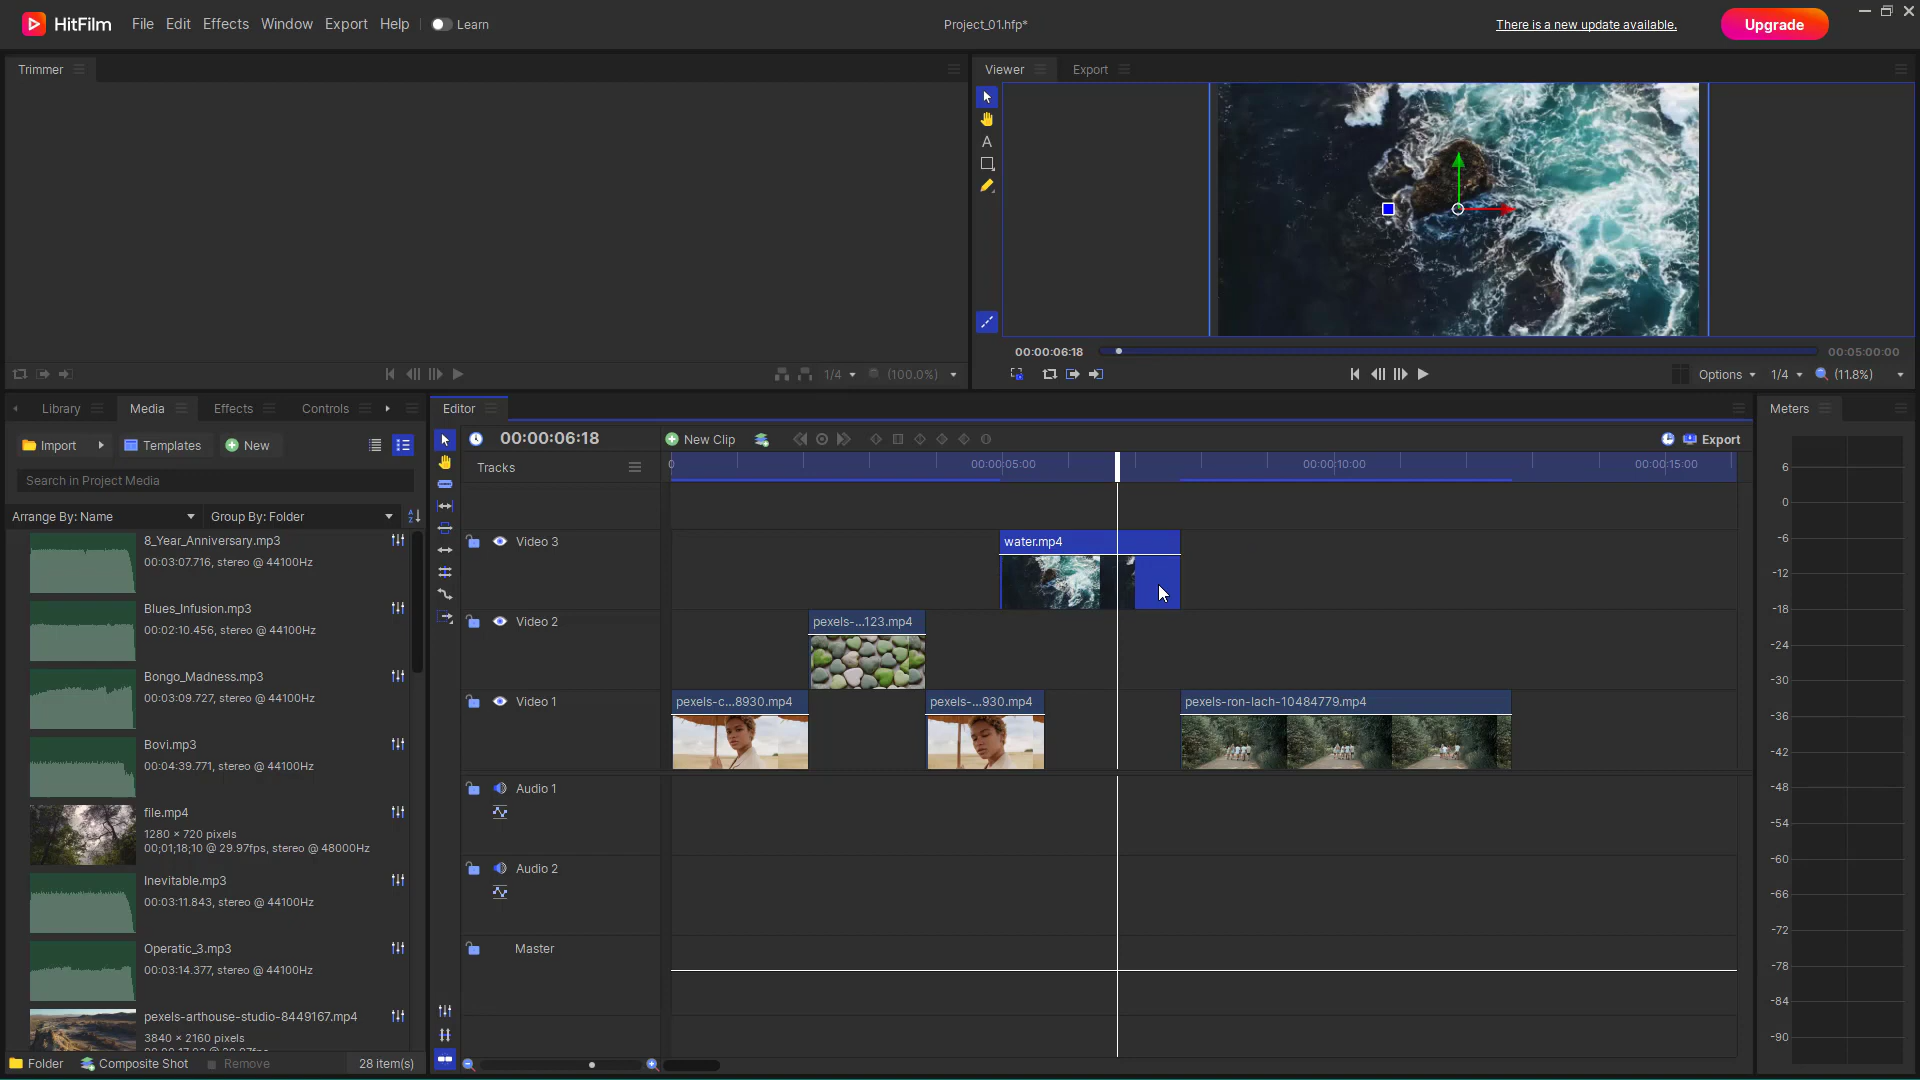 HitFilm File Edit Effects Window Export Help Learn
Project_01.hfp*
There is a new update available.
Upgrade
Trimmer
1/4 (100.0%)
Viewer Export
00:00:06:18 00:05:00:00
Options 1/4 (11.8%)
Library Media Effects Controls
Import Templates New
Search in Project Media
Arrange By: Name Group By: Folder
8_Year_Anniversary.mp3
00:03:07.716, stereo @ 44100Hz
Blues_Infusion.mp3
00:02:10.456, stereo @ 44100Hz
Bongo_Madness.mp3
00:03:09.727, stereo @ 44100Hz
Bovi.mp3
00:04:39.771, stereo @ 44100Hz
file.mp4
1280 × 720 pixels
00;01;18;10 @ 29.97fps, stereo @ 48000Hz
Inevitable.mp3
00:03:11.843, stereo @ 44100Hz
Operatic_3.mp3
00:03:14.377, stereo @ 44100Hz
pexels-arthouse-studio-8449167.mp4
3840 × 2160 pixels
Folder Composite Shot Remove 28 item(s)
Editor
00:00:06:18 New Clip Export
Tracks
0 00:00:05:00 00:00:10:00 00:00:15:00
Video 3
water.mp4
Video 2
pexels-...123.mp4
Video 1
pexels-c...8930.mp4 pexels-...930.mp4 pexels-ron-lach-10484779.mp4
Audio 1
Audio 2
Master
Meters
6
0
-6
-12
-18
-24
-30
-36
-42
-48
-54
-60
-66
-72
-78
-84
-90